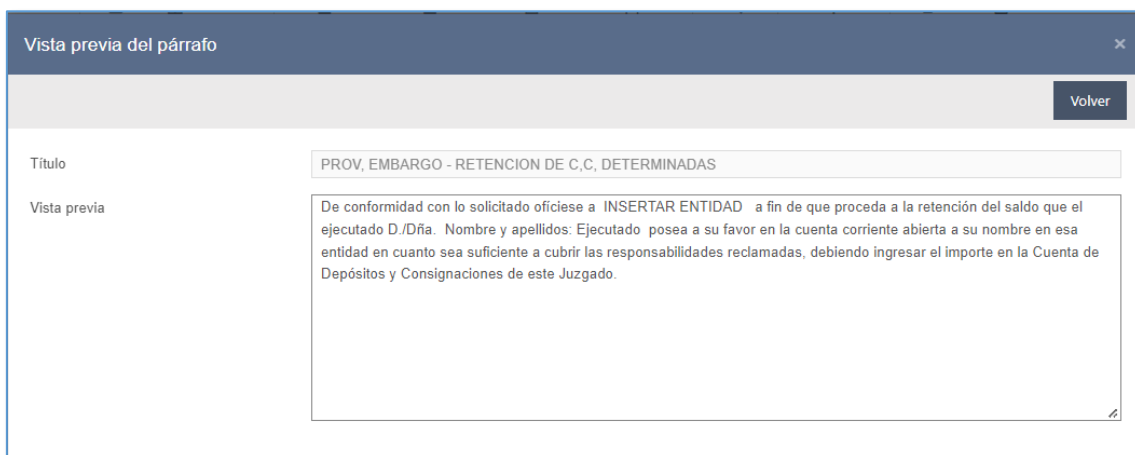 Vista previa del párrafo
×
Volver
Título
PROV, EMBARGO - RETENCION DE C,C, DETERMINADAS
Vista previa
De conformidad con lo solicitado ofíciese a  INSERTAR ENTIDAD   a fin de que proceda a la retención del saldo que el
ejecutado D./Dña.  Nombre y apellidos: Ejecutado  posea a su favor en la cuenta corriente abierta a su nombre en esa
entidad en cuanto sea suficiente a cubrir las responsabilidades reclamadas, debiendo ingresar el importe en la Cuenta de
Depósitos y Consignaciones de este Juzgado.